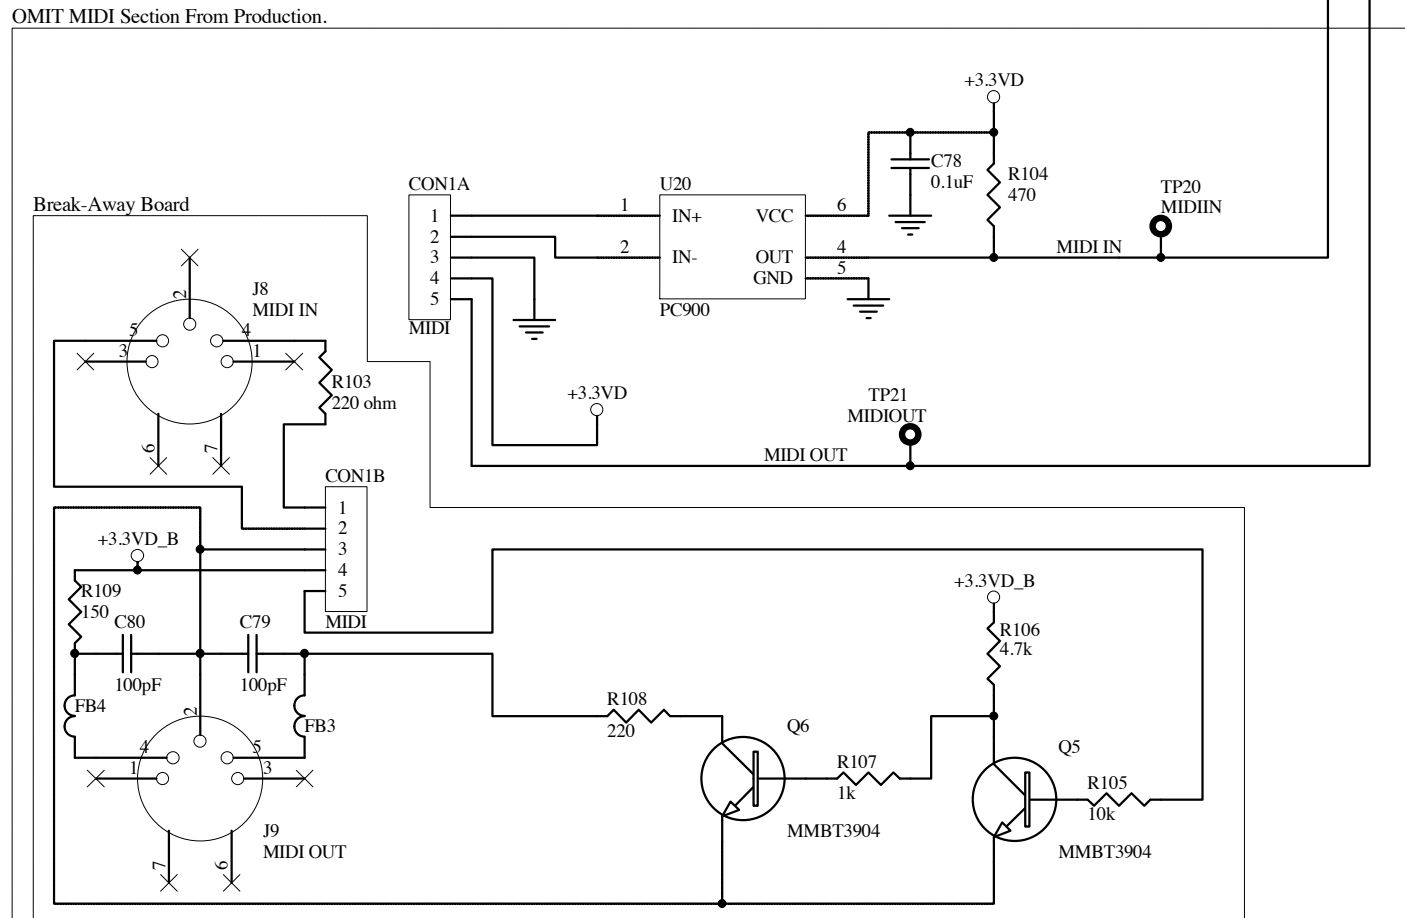 OMIT MIDI Section From Production.
+3.3VD
C78
0.1uF
R104
470
TP20
MIDIIN
CON1A
U20
1
2
3
4
5
MIDI
1
2
IN+
IN-
VCC
OUT
GND
6
4
5
PC900
MIDI IN
Break-Away Board
J8
MIDI IN
2
5
4
3
1
6
7
R103
220 ohm
+3.3VD
TP21
MIDIOUT
MIDI OUT
CON1B
1
2
3
4
5
MIDI
+3.3VD_B
R109
150
C80
100pF
C79
100pF
FB4
FB3
2
4
5
1
3
7
6
J9
MIDI OUT
R108
220
Q6
MMBT3904
R107
1k
+3.3VD_B
R106
4.7k
Q5
R105
10k
MMBT3904